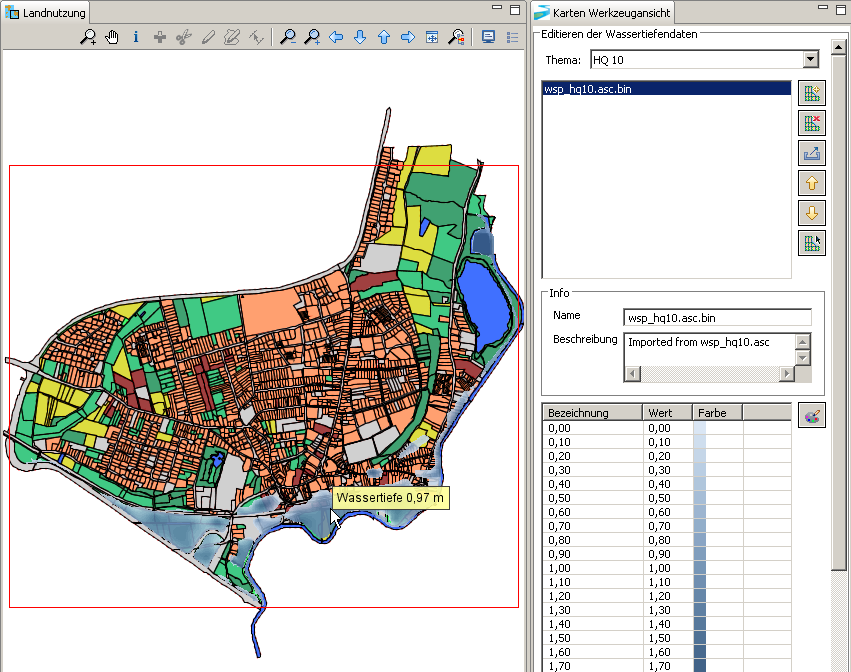 Landnutzung
Wassertiefe 0,97 m
Karten Werkzeugansicht
Editieren der Wassertiefendaten
Thema: HQ 10
wsp_hq10.asc.bin
Info
Name wsp_hq10.asc.bin
Beschreibung Imported from wsp_hq10.asc
Bezeichnung Wert Farbe
0,00 0,00
0,10 0,10
0,20 0,20
0,30 0,30
0,40 0,40
0,50 0,50
0,60 0,60
0,70 0,70
0,80 0,80
0,90 0,90
1,00 1,00
1,10 1,10
1,20 1,20
1,30 1,30
1,40 1,40
1,50 1,50
1,60 1,60
1,70 1,70